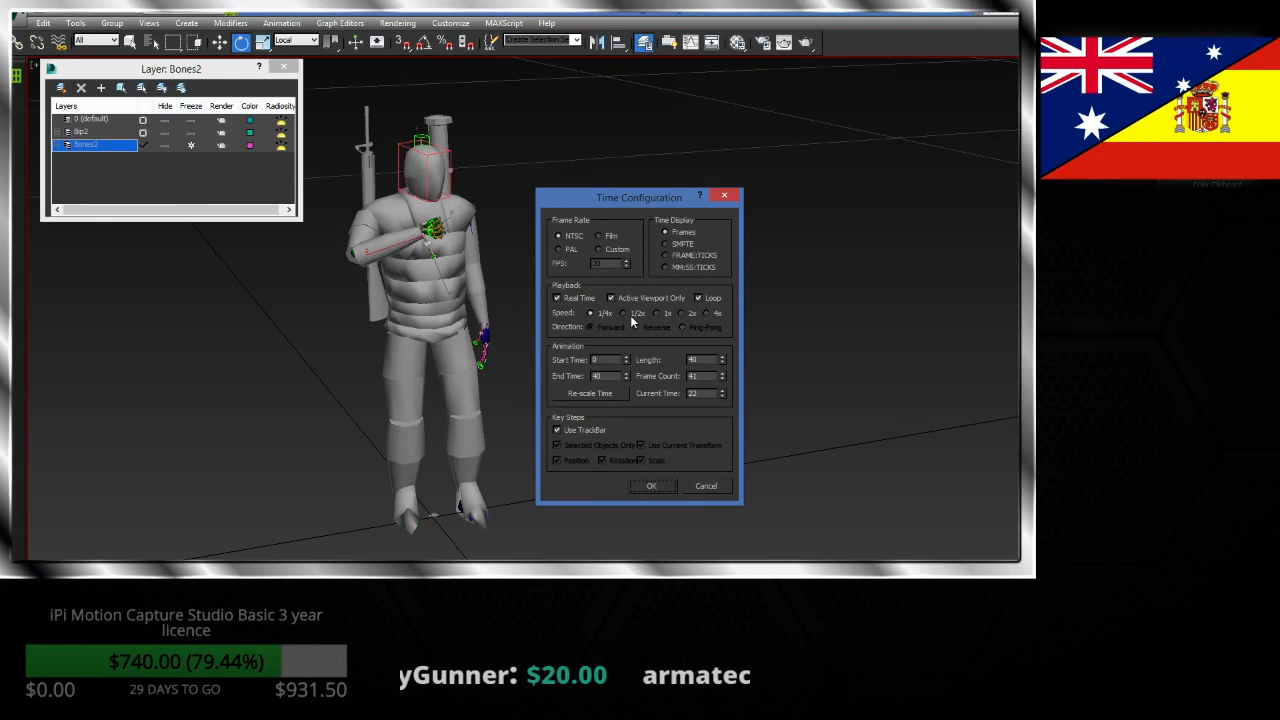 Edit Tools Group Views Create Modifiers Animation Graph Editors Rendering Customize MAXScript Help
All Local
Layer: Bones2 ?
Layers Hide Freeze Render Color Radiosity
0 (default)
Bip2
Bones2
Time Configuration ?
Frame Rate
NTSC Film
PAL Custom
FPS: 30
Time Display
Frames
SMPTE
FRAME:TICKS
MM:SS:TICKS
Playback
Real Time Active Viewport Only Loop
Speed: 1/4x 1/2x 1x 2x 4x
Direction: Forward Reverse Ping-Pong
Animation
Start Time: 0 Length: 40
End Time: 40 Frame Count: 41
Re-scale Time Current Time: 22
Key Steps
Use TrackBar
Selected Objects Only Use Current Transform
Position Rotation Scale
OK Cancel
Color Clipboard
iPi Motion Capture Studio Basic 3 year
licence
$740.00 (79.44%)
$0.00 29 DAYS TO GO $931.50
yGunner: $20.00 armatec